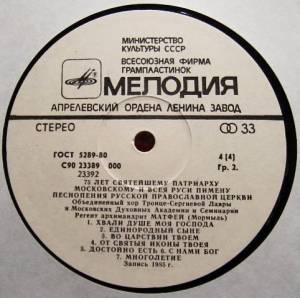 МИНИСТЕРСТВО
КУЛЬТУРЫ СССР
ВСЕСОЮЗНАЯ ФИРМА
ГРАМПЛАСТИНОК
МЕЛОДИЯ
АПРЕЛЕВСКИЙ ОРДЕНА ЛЕНИНА ЗАВОД
СТЕРЕО 33
ГОСТ 5289-80 4 [4]
С90 23389 000 Гр. 2.
23392
75 ЛЕТ СВЯТЕЙШЕМУ ПАТРИАРХУ
МОСКОВСКОМУ И ВСЕЯ РУСИ ПИМЕНУ
ПЕСНОПЕНИЯ РУССКОЙ ПРАВОСЛАВНОЙ ЦЕРКВИ
Объединенный хор Троице-Сергиевой Лавры
и Московских Духовных Академии и Семинарии
Регент архимандрит МАТФЕЙ (Мормыль)
1. ХВАЛИ ДУШЕ МОЯ ГОСПОДА
2. ЕДИНОРОДНЫЙ СЫНЕ
3. ВО ЦАРСТВИИ ТВОЕМ
4. ОТ СВЯТЫЯ ИКОНЫ ТВОЕЯ
5. ДОСТОЙНО ЕСТЬ 6. С НАМИ БОГ
7. МНОГОЛЕТИЕ
Запись 1985 г.